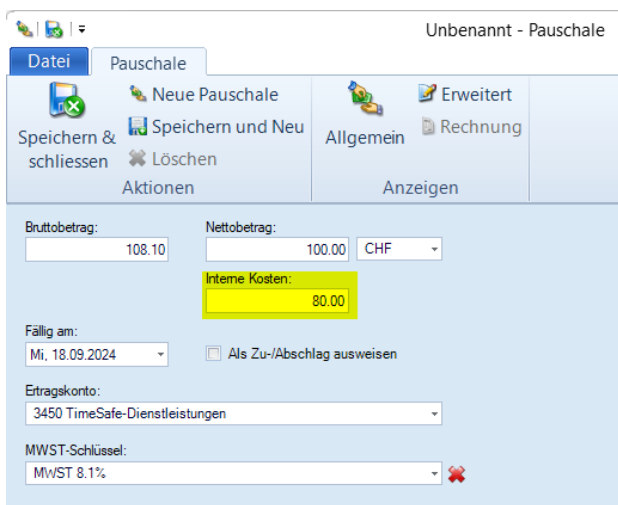 Unbenannt - Pauschale
Datei Pauschale
Speichern & schliessen
Neue Pauschale
Speichern und Neu
Löschen
Aktionen
Allgemein
Erweitert
Rechnung
Anzeigen
Bruttobetrag: Nettobetrag:
108.10 100.00 CHF
Interne Kosten:
80.00
Fällig am:
Mi, 18.09.2024 Als Zu-/Abschlag ausweisen
Ertragskonto:
3450 TimeSafe-Dienstleistungen
MWST-Schlüssel:
MWST 8.1%